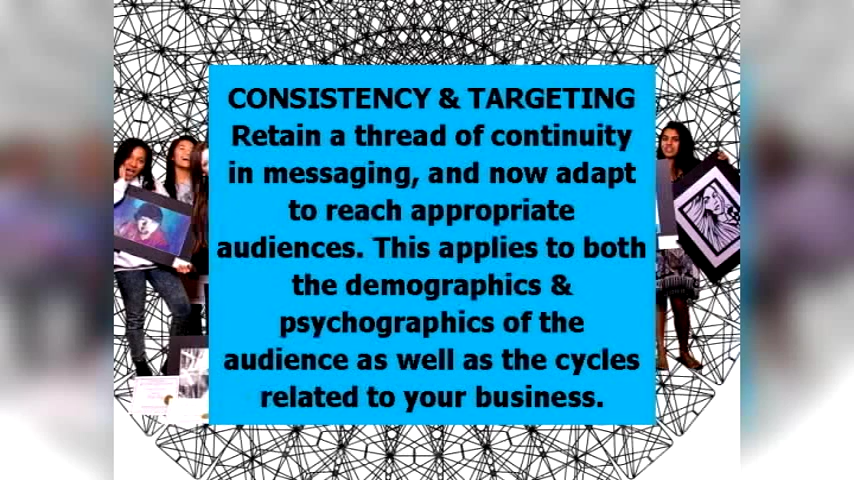 CONSISTENCY & TARGETING
Retain a thread of continuity
in messaging, and now adapt
to reach appropriate
audiences. This applies to both
the demographics &
psychographics of the
audience as well as the cycles
related to your business.